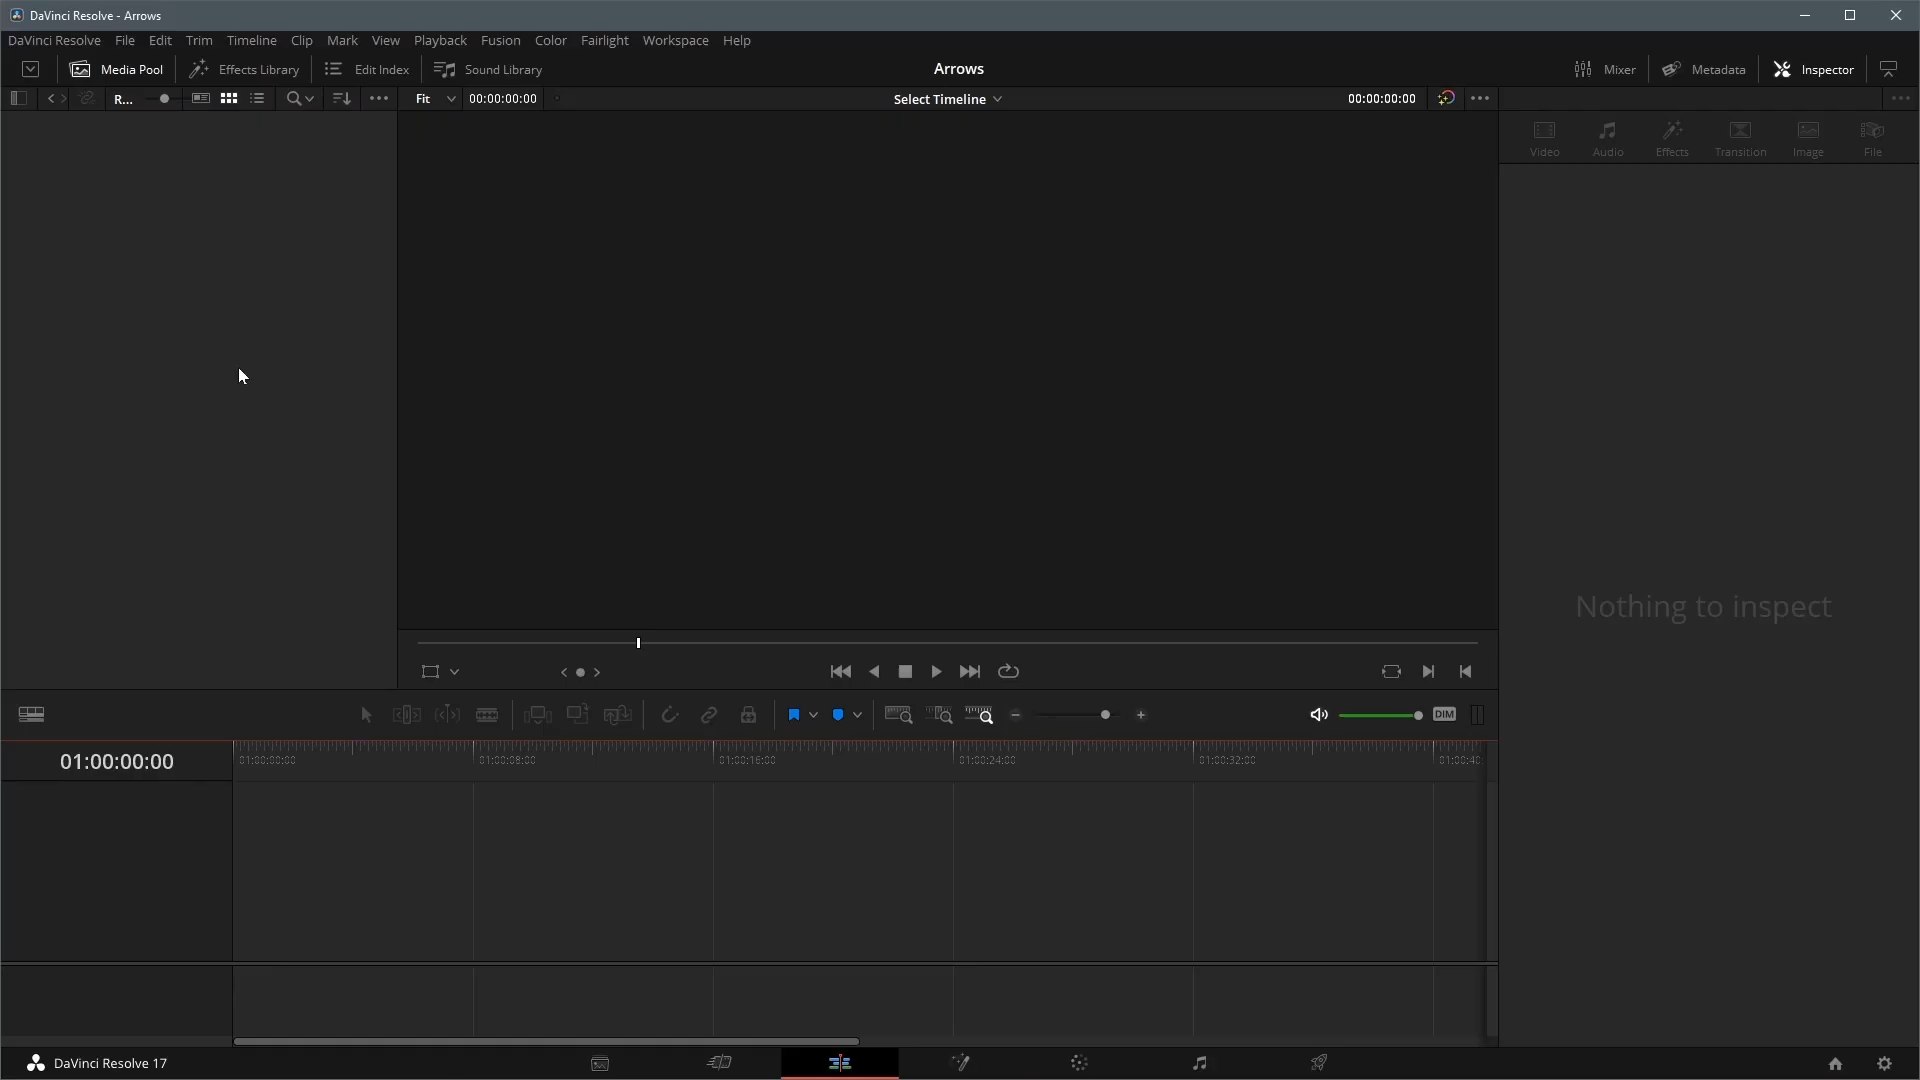 DaVinci Resolve - Arrows
DaVinci Resolve File Edit Trim Timeline Clip Mark View Playback Fusion Color Fairlight Workspace Help
Media Pool Effects Library Edit Index Sound Library Arrows Mixer Metadata Inspector
R... Fit 00:00:00:00 Select Timeline 00:00:00:00
Video Audio Effects Transition Image File
Nothing to inspect
DIM
01:00:00:00 01:00:00:00 01:00:08:00 01:00:16:00 01:00:24:00 01:00:32:00 01:00:40:
DaVinci Resolve 17